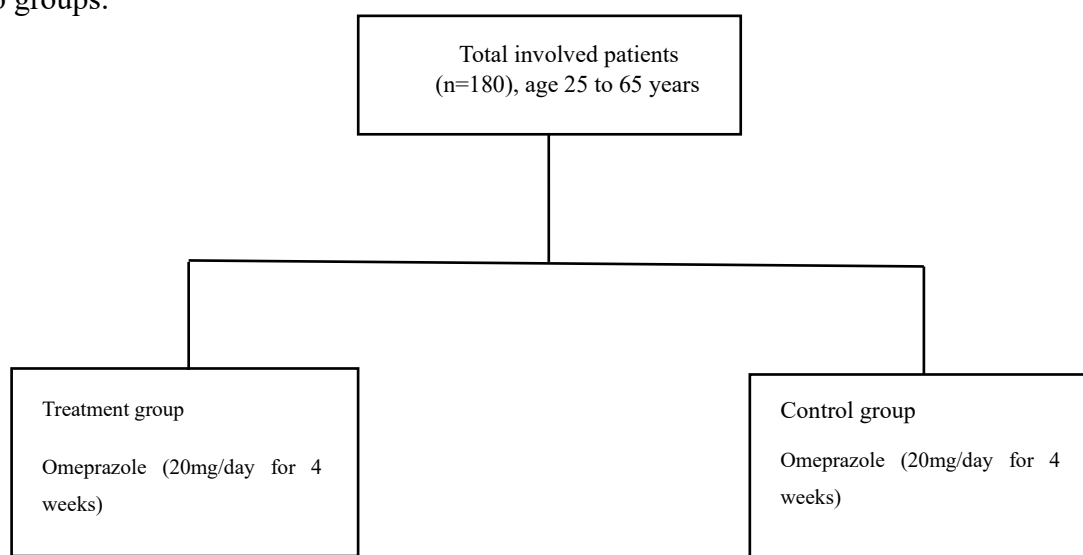 groups:
Total involved patients
(n=180), age 25 to 65 years
Treatment group
Omeprazole (20mg/day for 4
weeks)
Control group
Omeprazole (20mg/day for 4
weeks)